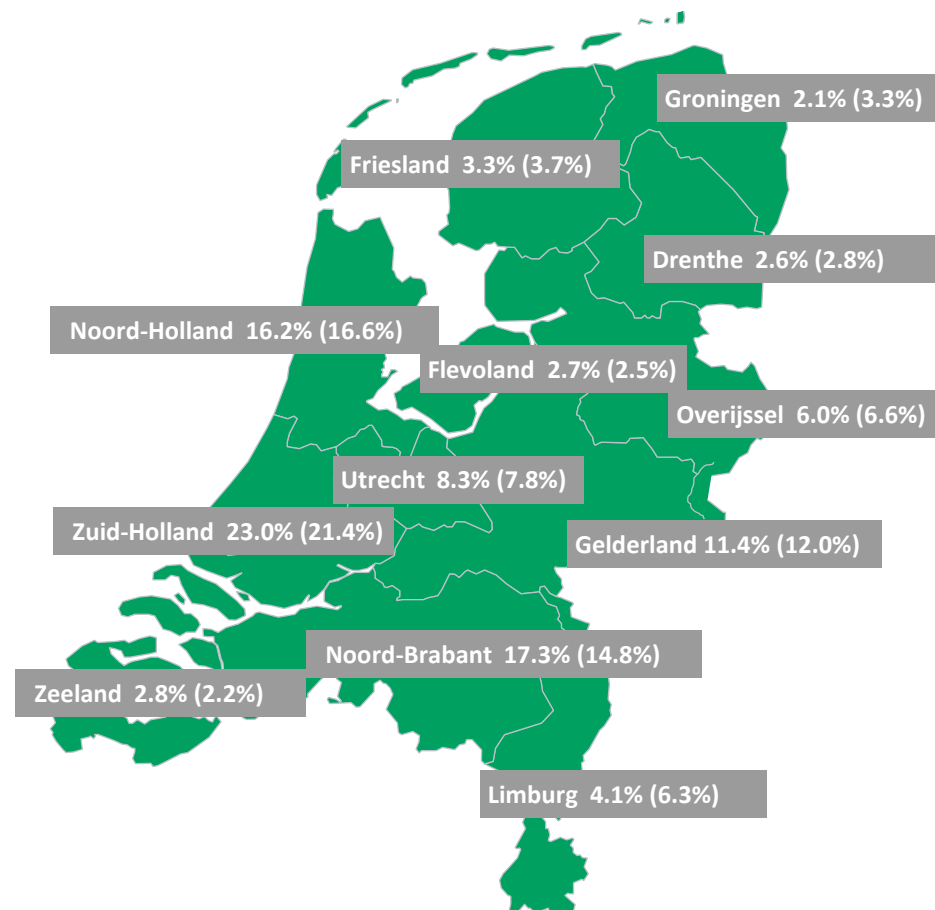 Groningen 2.1% (3.3%)
Friesland 3.3% (3.7%)
Drenthe 2.6% (2.8%)
Noord-Holland 16.2% (16.6%)
Flevoland 2.7% (2.5%)
Overijssel 6.0% (6.6%)
Utrecht 8.3% (7.8%)
Zuid-Holland 23.0% (21.4%)
Gelderland 11.4% (12.0%)
Noord-Brabant 17.3% (14.8%)
Zeeland 2.8% (2.2%)
Limburg 4.1% (6.3%)